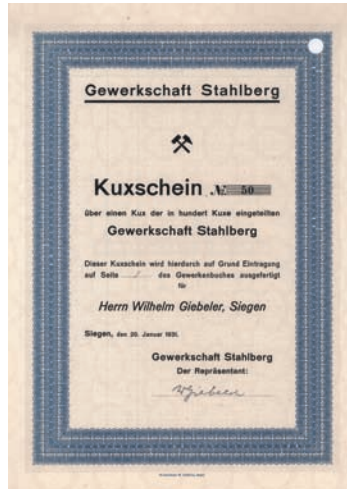 Gewerkschaft Stahlberg
Kuxschein № 50
über einen Kux der in hundert Kuxe eingeteilten
Gewerkschaft Stahlberg
Dieser Kuxschein wird hierdurch auf Grund Eintragung
auf Seite des Gewerkenbuches ausgefertigt
für
Herrn Wilhelm Giebeler, Siegen
Siegen, den 20. Januar 1931.
Gewerkschaft Stahlberg
Der Repräsentant:
WGiebeler